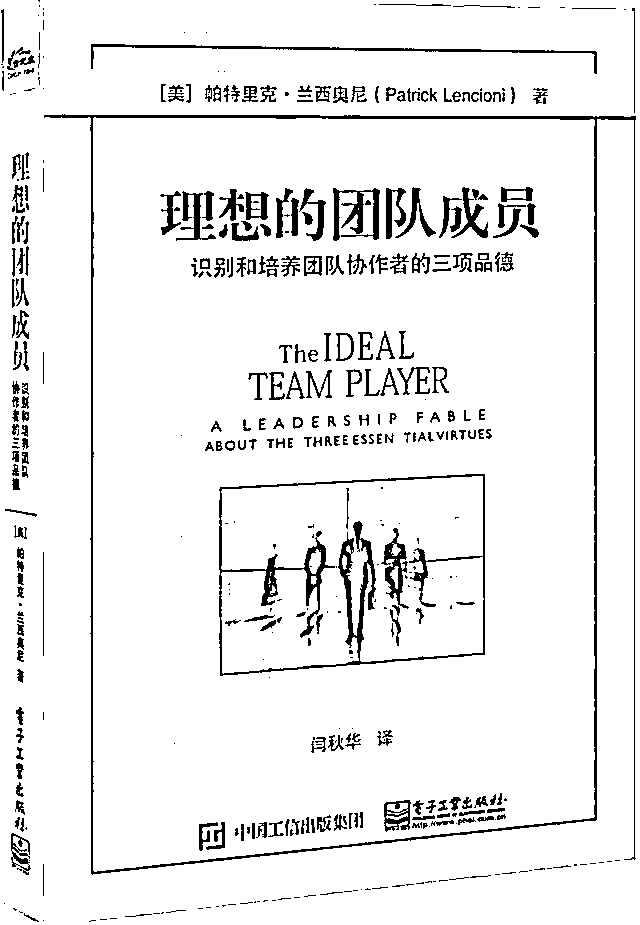 [美] 帕特里克·兰西奥尼 (Patrick Lencioni) 著
理想的团队成员
识别和培养团队协作者的三项品德
The IDEAL
TEAM PLAYER
A LEADERSHIP FABLE
ABOUT THE THREEESSEN TIALVIRTUES
闫秋华 译
中国工信出版集团
电子工业出版社
http://www.phei.com.cn
理想的团队成员
识别和培养团队
协作者的三项品德
[美] 帕特里克·兰西奥尼 著
电子工业出版社